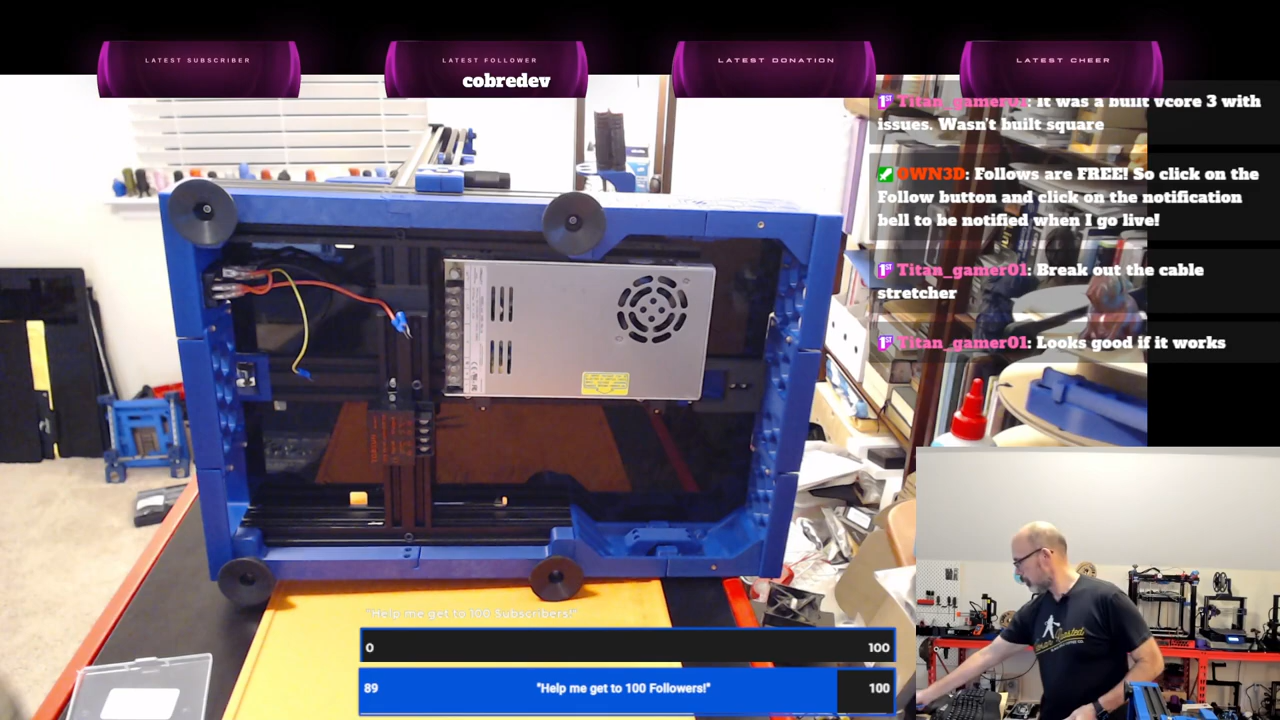 LATEST SUBSCRIBER
LATEST FOLLOWER
cobredev
LATEST DONATION
LATEST CHEER
Titan_gamer01: It was a built vcore 3 with
issues. Wasn't built square
OWN3D: Follows are FREE! So click on the
Follow button and click on the notification
bell to be notified when I go live!
Titan_gamer01: Break out the cable
stretcher
Titan_gamer01: Looks good if it works
"Help me get to 100 Subscribers!"
0
100
89
"Help me get to 100 Followers!"
100